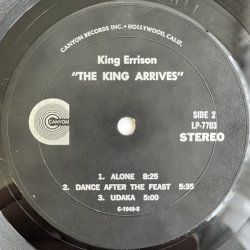 CANYON RECORDS INC. • HOLLYWOOD, CALIF.
King Errison
"THE KING ARRIVES"
SIDE 2
LP-7703
STEREO
CANYON
1. ALONE 8:25
2. DANCE AFTER THE FEAST 5:35
3. UDAKA 5:00
C-1949-S